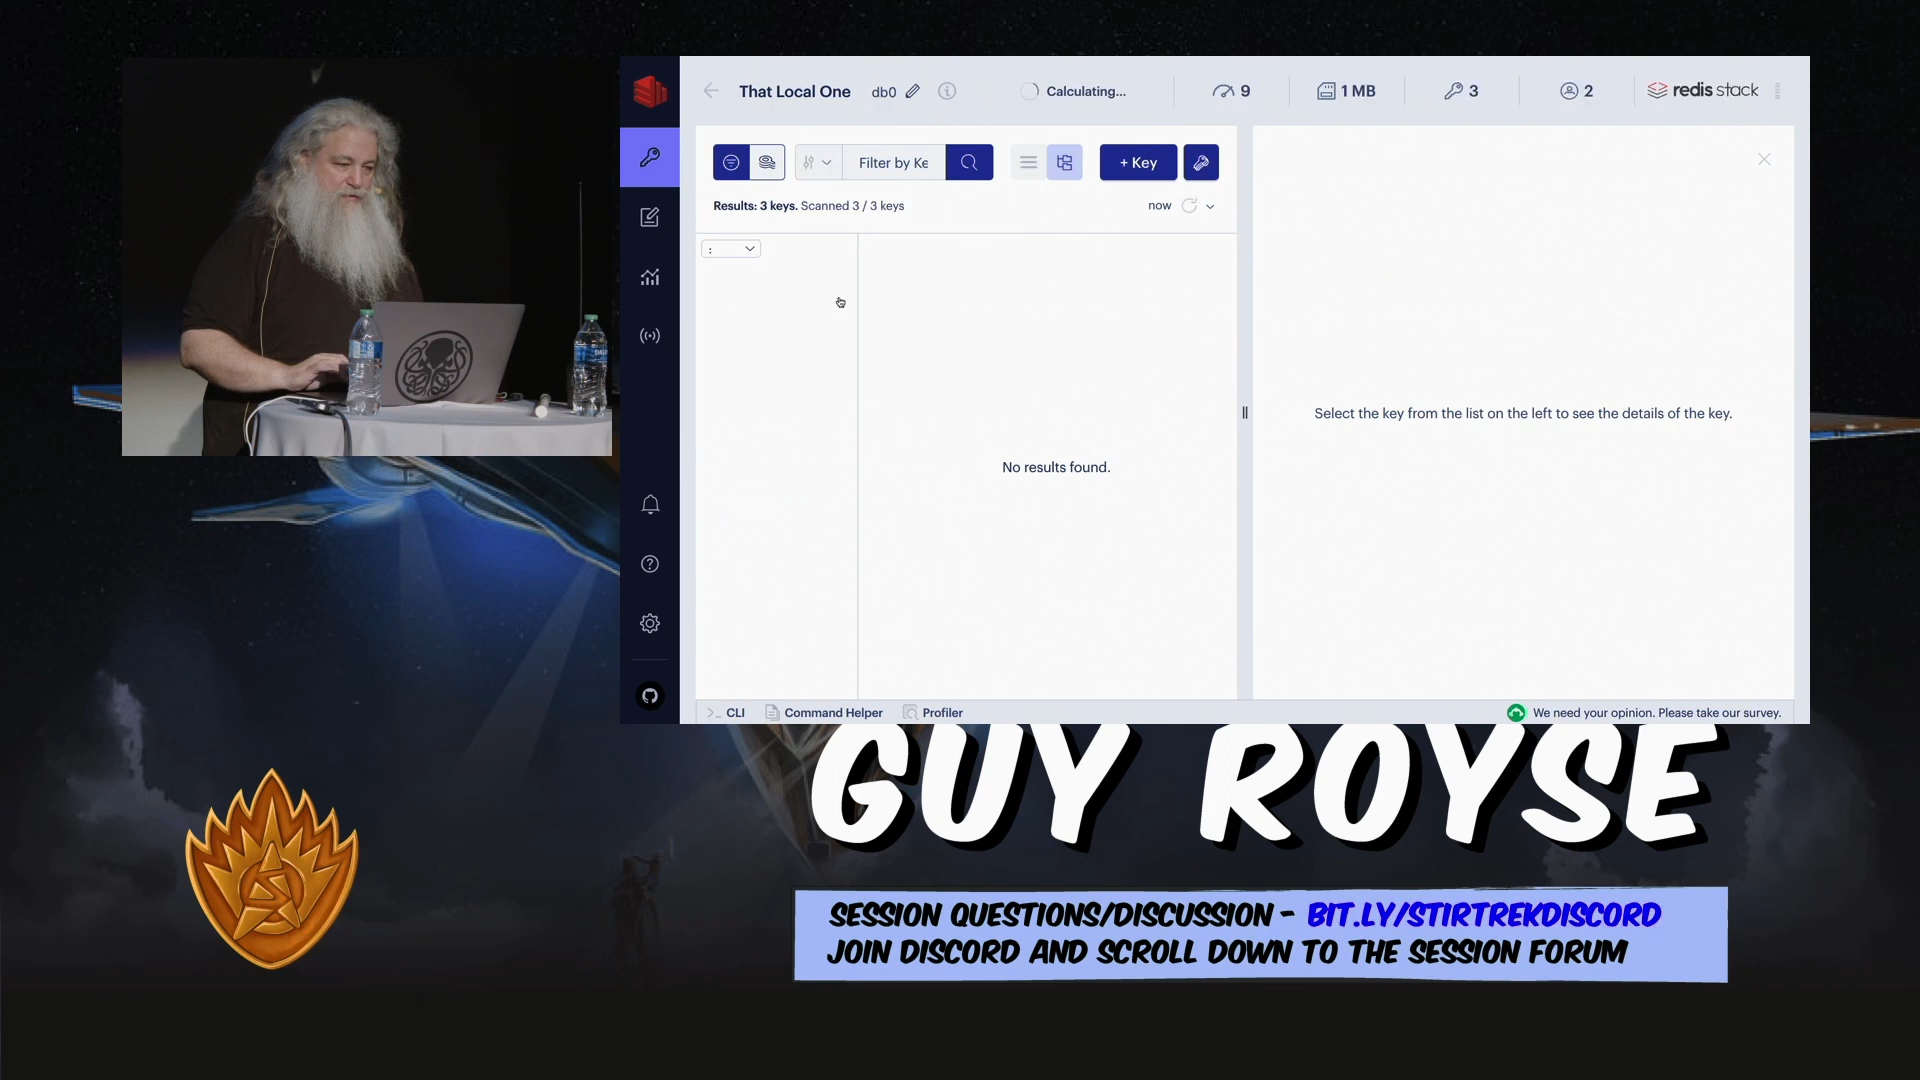 That Local One db0 Calculating... 9 1 MB 3 2 redis stack
Filter by Ke + Key
Results: 3 keys. Scanned 3 / 3 keys now
:
Select the key from the list on the left to see the details of the key.
No results found.
CLI Command Helper Profiler We need your opinion. Please take our survey.
GUY ROYSE
SESSION QUESTIONS/DISCUSSION - BIT.LY/STIRTREKDISCORD
JOIN DISCORD AND SCROLL DOWN TO THE SESSION FORUM